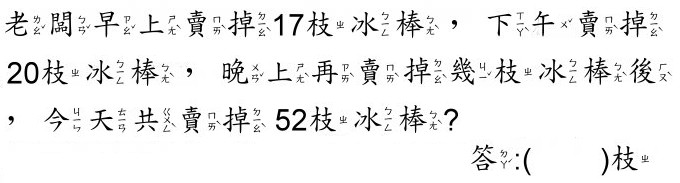 老闆早上賣掉17枝冰棒， 下午賣掉
20枝冰棒， 晚上再賣掉幾枝冰棒後
， 今天共賣掉 52枝冰棒?
答:( )枝